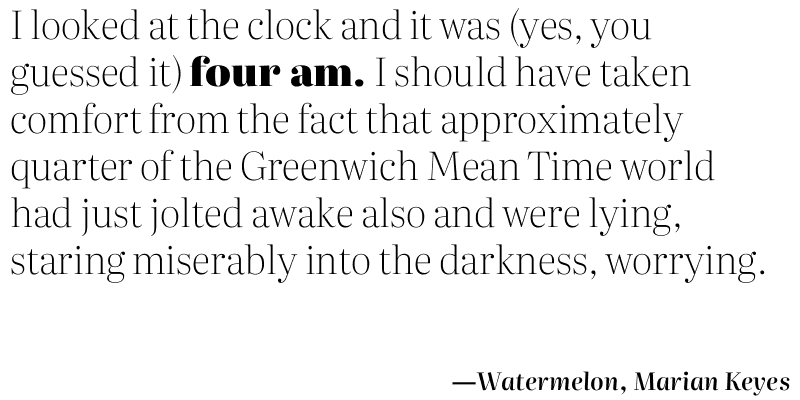 I looked at the clock and it was (yes, you
guessed it) four am. I should have taken
comfort from the fact that approximately
quarter of the Greenwich Mean Time world
had just jolted awake also and were lying,
staring miserably into the darkness, worrying.
—Watermelon, Marian Keyes